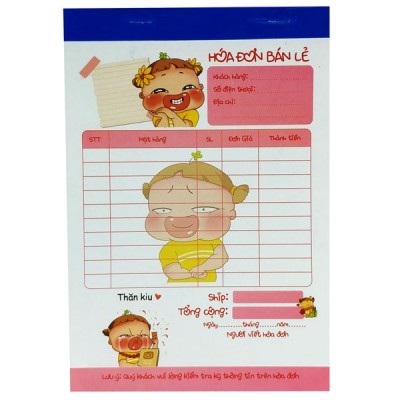 HÓA ĐƠN BÁN LẺ
Khách hàng:
Số điện thoại:
Địa chỉ:
STT Mặt hàng SL Đơn Giá Thành tiền
Thăn kiu
Ship:
Tổng cộng:
Ngày.........tháng.......năm.......
Người viết hóa đơn
Lưu ý: Quý khách vui lòng kiểm tra kỹ thông tin trên hóa đơn